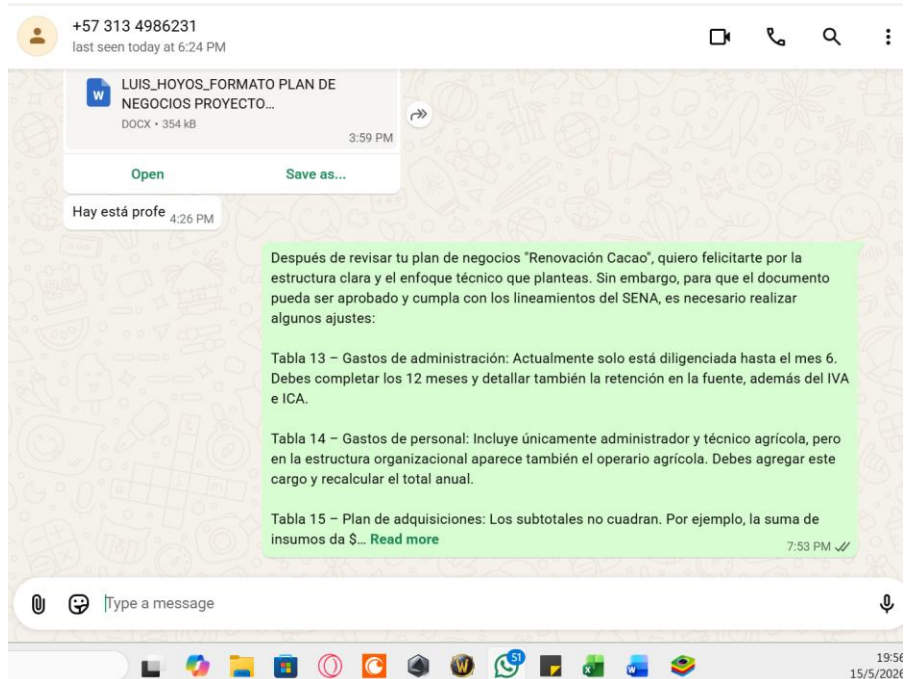 +57 313 4986231
last seen today at 6:24 PM
W
LUIS_HOYOS_FORMATO PLAN DE
NEGOCIOS PROYECTO...
DOCX • 354 kB
3:59 PM
Open Save as...
Hay está profe 4:26 PM
Después de revisar tu plan de negocios "Renovación Cacao", quiero felicitarte por la
estructura clara y el enfoque técnico que planteas. Sin embargo, para que el documento
pueda ser aprobado y cumpla con los lineamientos del SENA, es necesario realizar
algunos ajustes:
Tabla 13 – Gastos de administración: Actualmente solo está diligenciada hasta el mes 6.
Debes completar los 12 meses y detallar también la retención en la fuente, además del IVA
e ICA.
Tabla 14 – Gastos de personal: Incluye únicamente administrador y técnico agrícola, pero
en la estructura organizacional aparece también el operario agrícola. Debes agregar este
cargo y recalcular el total anual.
Tabla 15 – Plan de adquisiciones: Los subtotales no cuadran. Por ejemplo, la suma de
insumos da $... Read more
7:53 PM
Type a message
51
19:56
15/5/2026